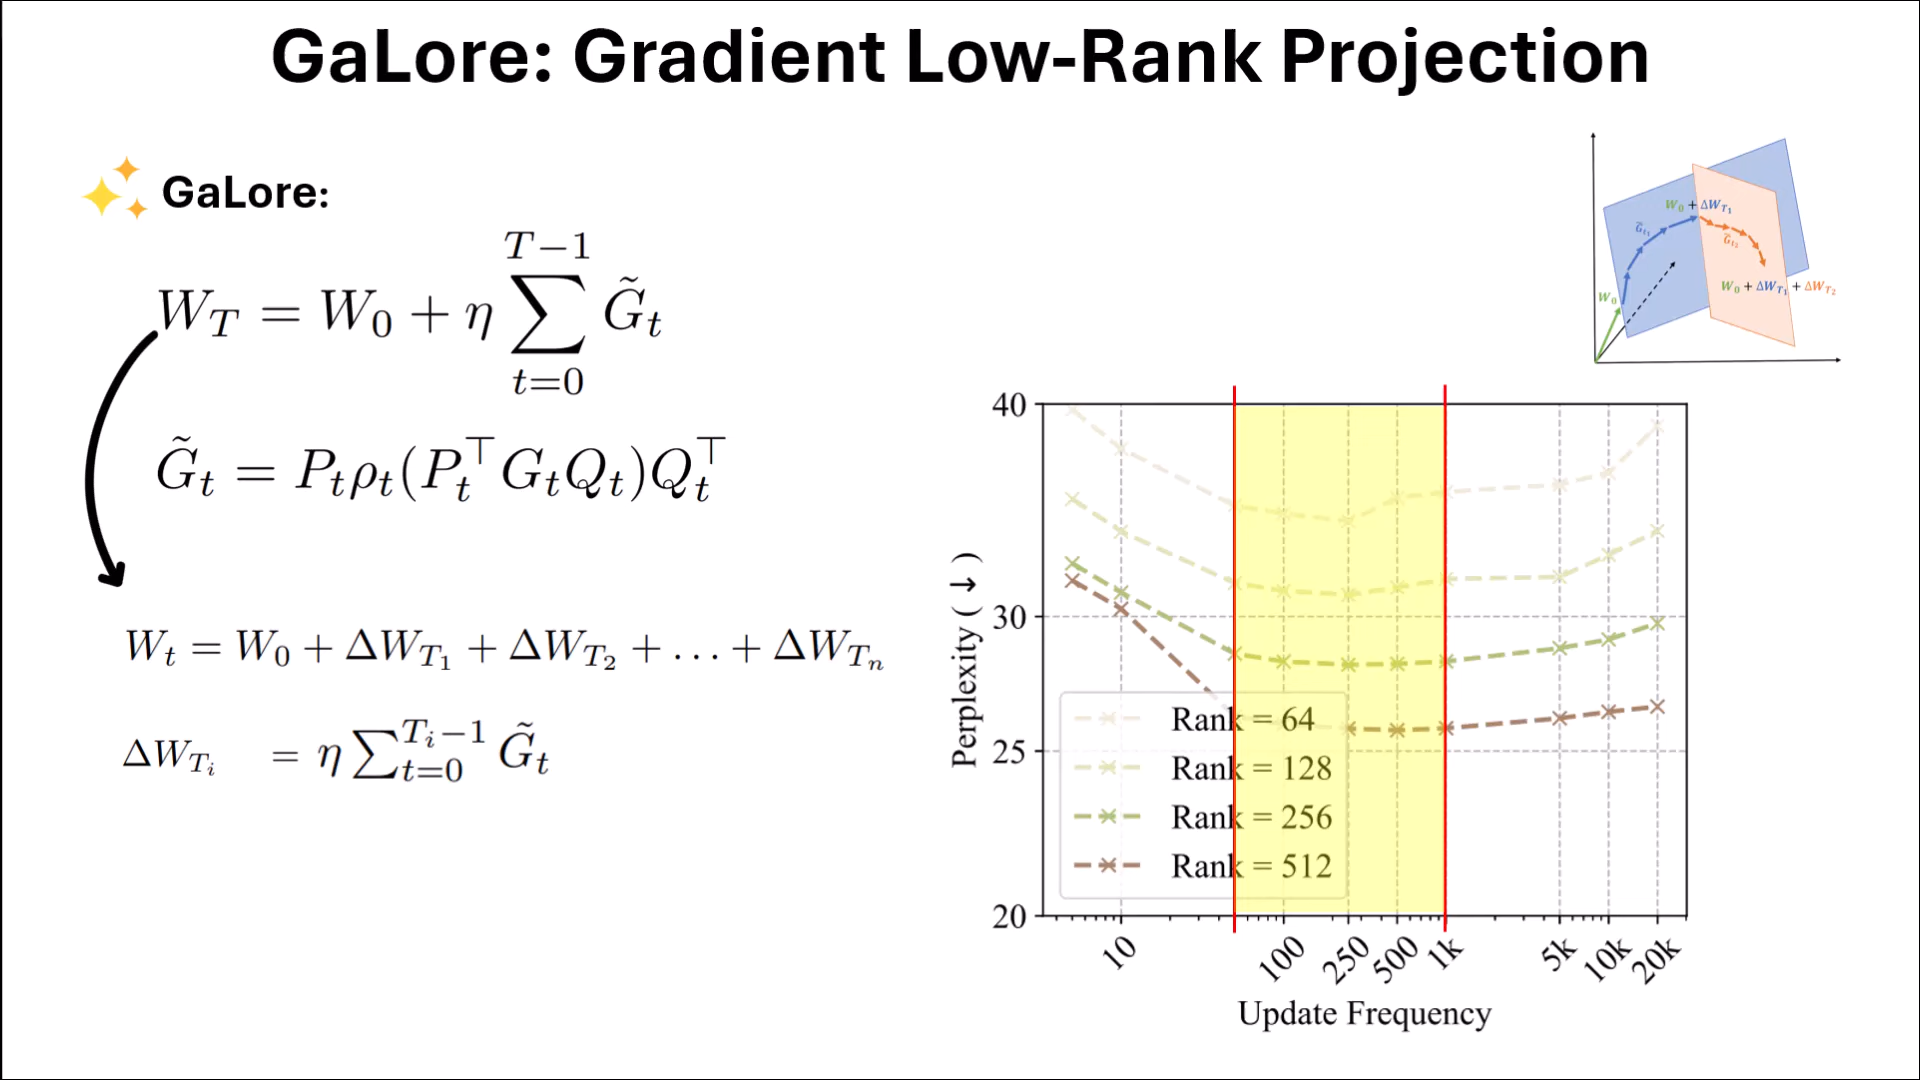 GaLore: Gradient Low-Rank Projection
GaLore:
W_T = W_0 + η ∑_{t=0}^{T−1} G̃_t
G̃_t = P_t ρ_t (P_t^⊤ G_t Q_t) Q_t^⊤
W_t = W_0 + ΔW_{T_1} + ΔW_{T_2} + … + ΔW_{T_n}
ΔW_{T_i} = η ∑_{t=0}^{T_i−1} G̃_t
W_0 + ΔW_{T_1}
G̃_{t_1}
G̃_{t_2}
W_0
W_0 + ΔW_{T_1} + ΔW_{T_2}
Perplexity (↓)
40
30
25
20
Rank = 64
Rank = 128
Rank = 256
Rank = 512
10 100 250 500 1k 5k 10k 20k
Update Frequency